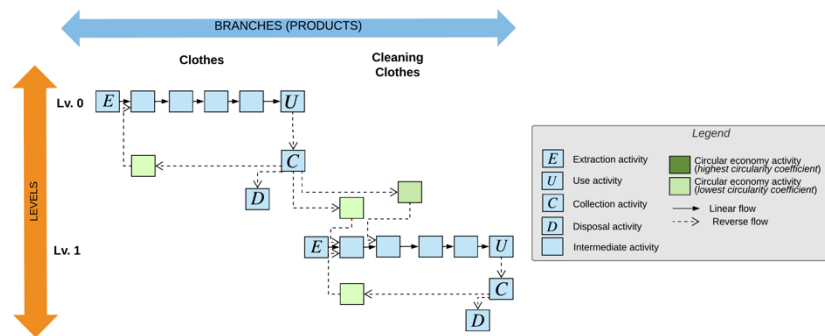 BRANCHES (PRODUCTS)
Clothes
Cleaning
Clothes
LEVELS
Lv. 0
E
U
C
D
Lv. 1
E
U
C
D
Legend
E Extraction activity
U Use activity
C Collection activity
D Disposal activity
Intermediate activity
Circular economy activity
(highest circularity coefficient)
Circular economy activity
(lowest circularity coefficient)
Linear flow
Reverse flow